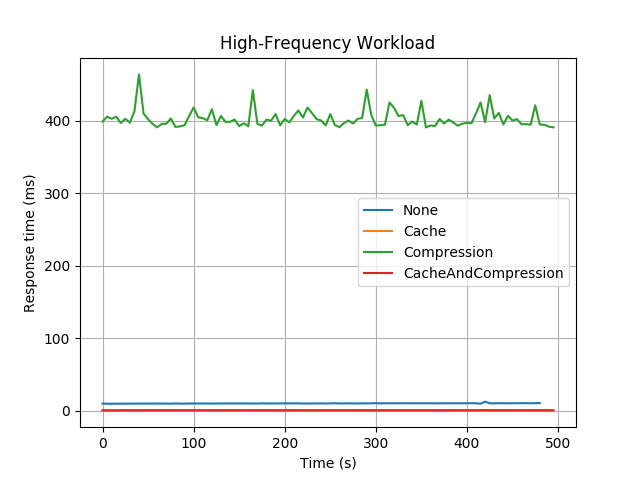 High-Frequency Workload
Response time (ms)
400
300
200
100
0
None
Cache
Compression
CacheAndCompression
0 100 200 300 400 500
Time (s)